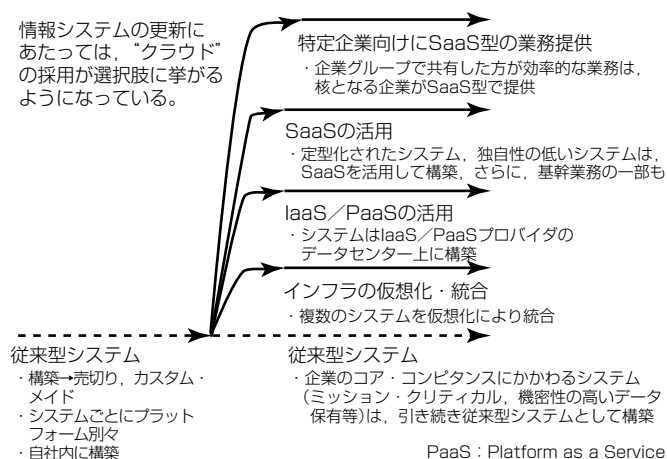 情報システムの更新に
あたっては，“クラウド”
の採用が選択肢に挙がる
ようになっている。
特定企業向けにSaaS型の業務提供
・企業グループで共有した方が効率的な業務は，
核となる企業がSaaS型で提供
SaaSの活用
・定型化されたシステム，独自性の低いシステムは，
SaaSを活用して構築，さらに，基幹業務の一部も
IaaS／PaaSの活用
・システムはIaaS／PaaSプロバイダの
データセンター上に構築
インフラの仮想化・統合
・複数のシステムを仮想化により統合
従来型システム
・構築→売切り，カスタム・
メイド
・システムごとにプラット
フォーム別々
・自社内に構築
従来型システム
・企業のコア・コンピタンスにかかわるシステム
（ミッション・クリティカル，機密性の高いデータ
保有等）は，引き続き従来型システムとして構築
PaaS：Platform as a Service